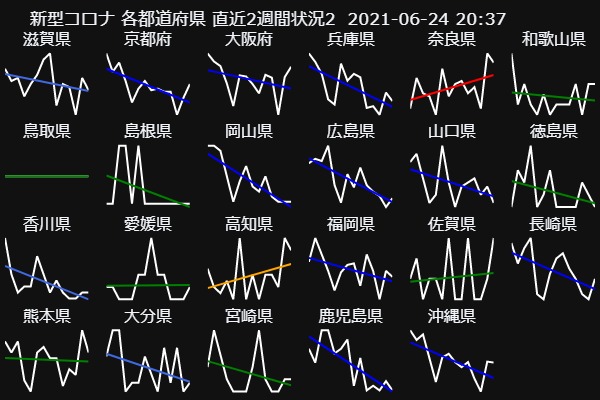 新型コロナ 各都道府県 直近2週間状況2 2021-06-24 20:37
滋賀県 京都府 大阪府 兵庫県 奈良県 和歌山県
鳥取県 島根県 岡山県 広島県 山口県 徳島県
香川県 愛媛県 高知県 福岡県 佐賀県 長崎県
熊本県 大分県 宮崎県 鹿児島県 沖縄県